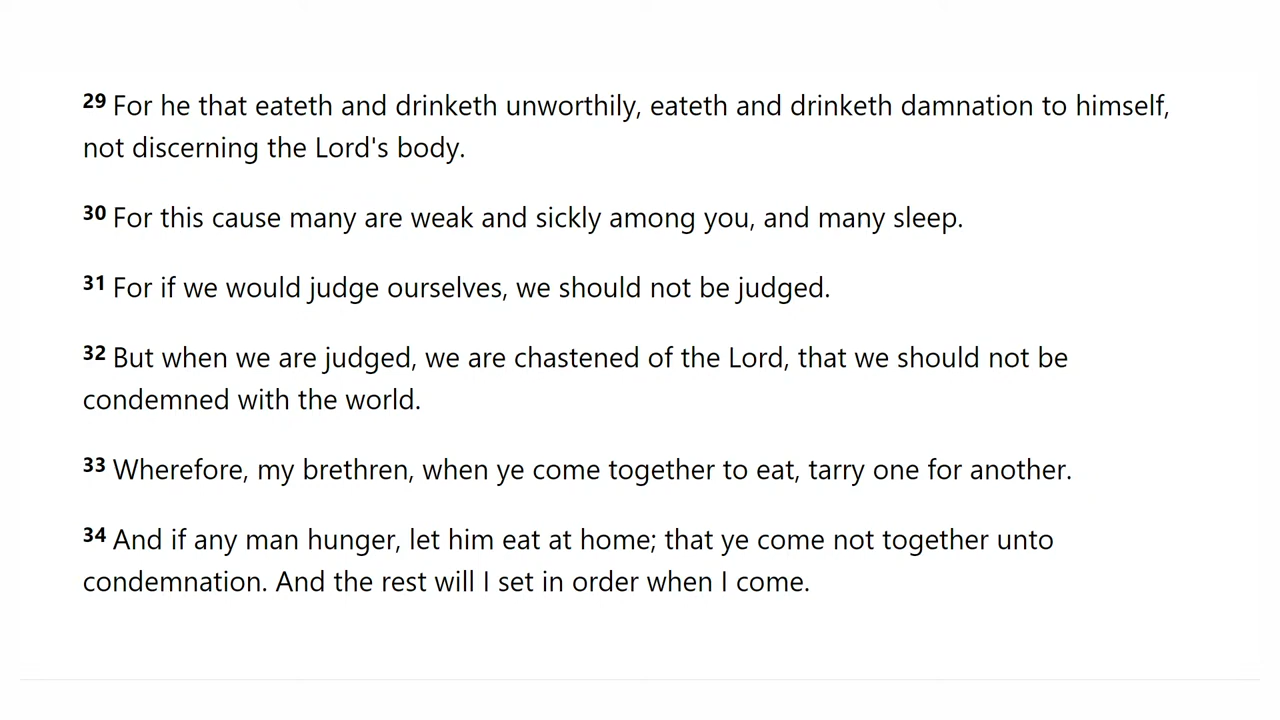 29 For he that eateth and drinketh unworthily, eateth and drinketh damnation to himself,
not discerning the Lord's body.
30 For this cause many are weak and sickly among you, and many sleep.
31 For if we would judge ourselves, we should not be judged.
32 But when we are judged, we are chastened of the Lord, that we should not be
condemned with the world.
33 Wherefore, my brethren, when ye come together to eat, tarry one for another.
34 And if any man hunger, let him eat at home; that ye come not together unto
condemnation. And the rest will I set in order when I come.